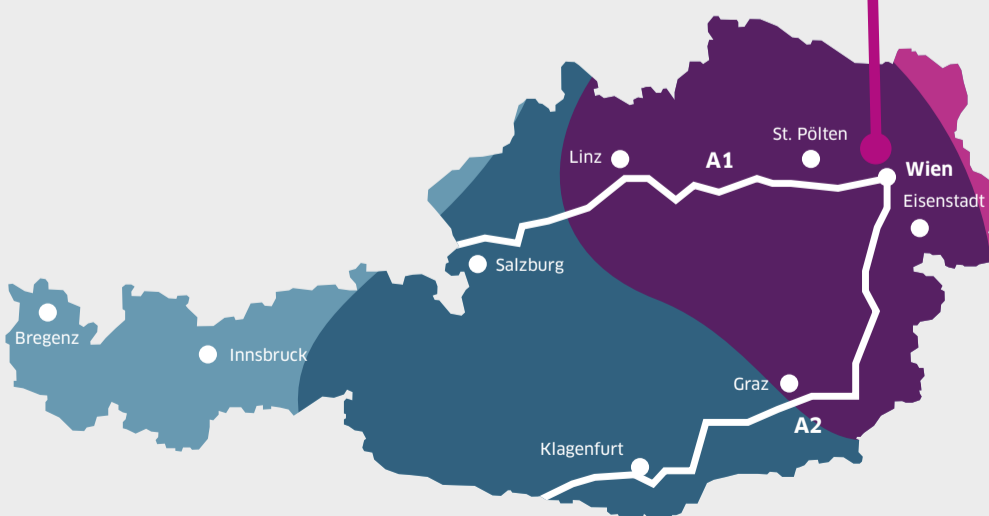 St. Pölten
Linz
A1
Wien
Eisenstadt
Salzburg
Bregenz
Innsbruck
Graz
A2
Klagenfurt